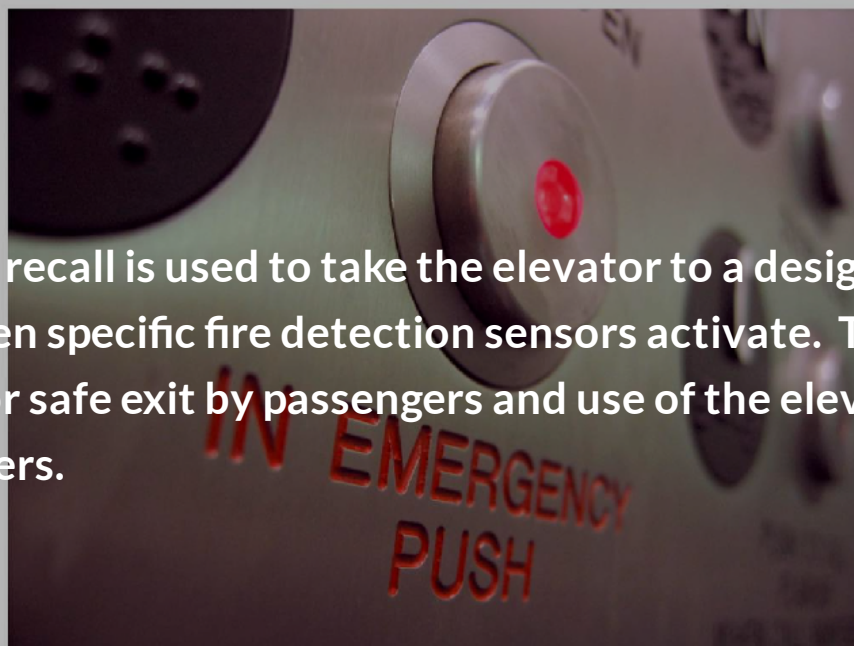 EN
recall is used to take the elevator to a desig
en specific fire detection sensors activate. T
r safe exit by passengers and use of the elev
ers.
IN EMERGENCY
PUSH